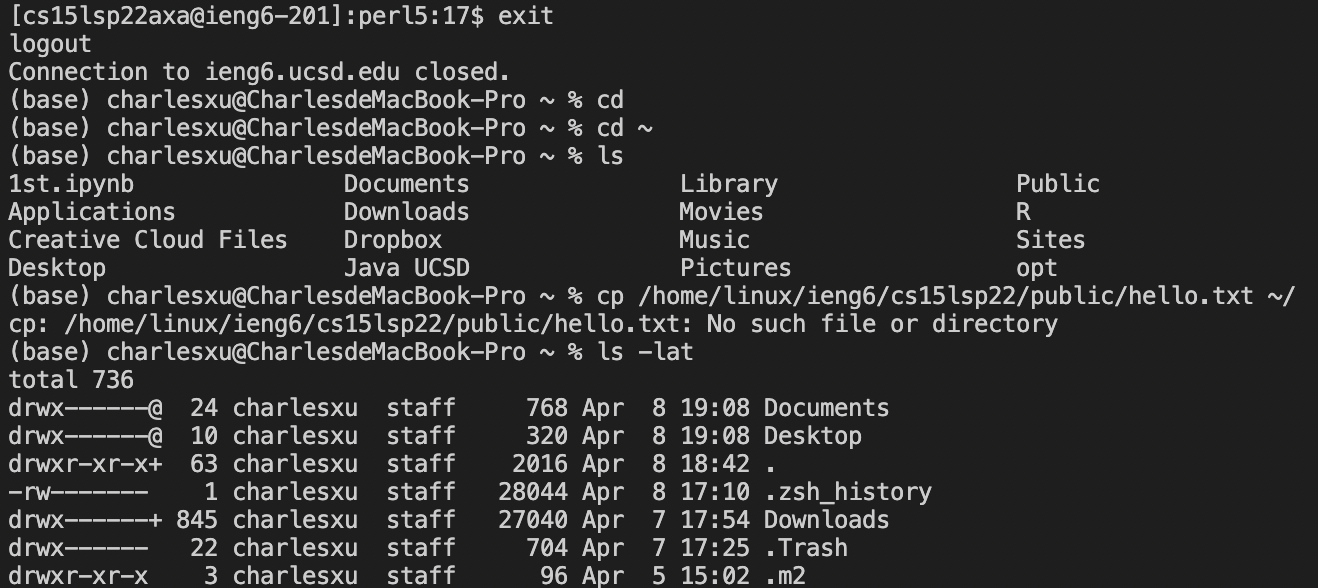 [cs15lsp22axa@ieng6-201]:perl5:17$ exit
logout
Connection to ieng6.ucsd.edu closed.
(base) charlesxu@CharlesdeMacBook-Pro ~ % cd
(base) charlesxu@CharlesdeMacBook-Pro ~ % cd ~
(base) charlesxu@CharlesdeMacBook-Pro ~ % ls
1st.ipynb               Documents               Library                 Public
Applications            Downloads               Movies                  R
Creative Cloud Files    Dropbox                 Music                   Sites
Desktop                 Java UCSD               Pictures                opt
(base) charlesxu@CharlesdeMacBook-Pro ~ % cp /home/linux/ieng6/cs15lsp22/public/hello.txt ~/
cp: /home/linux/ieng6/cs15lsp22/public/hello.txt: No such file or directory
(base) charlesxu@CharlesdeMacBook-Pro ~ % ls -lat
total 736
drwx------@  24 charlesxu  staff     768 Apr  8 19:08 Documents
drwx------@  10 charlesxu  staff     320 Apr  8 19:08 Desktop
drwxr-xr-x+  63 charlesxu  staff    2016 Apr  8 18:42 .
-rw-------    1 charlesxu  staff   28044 Apr  8 17:10 .zsh_history
drwx------+ 845 charlesxu  staff   27040 Apr  7 17:54 Downloads
drwx------   22 charlesxu  staff     704 Apr  7 17:25 .Trash
drwxr-xr-x    3 charlesxu  staff      96 Apr  5 15:02 .m2